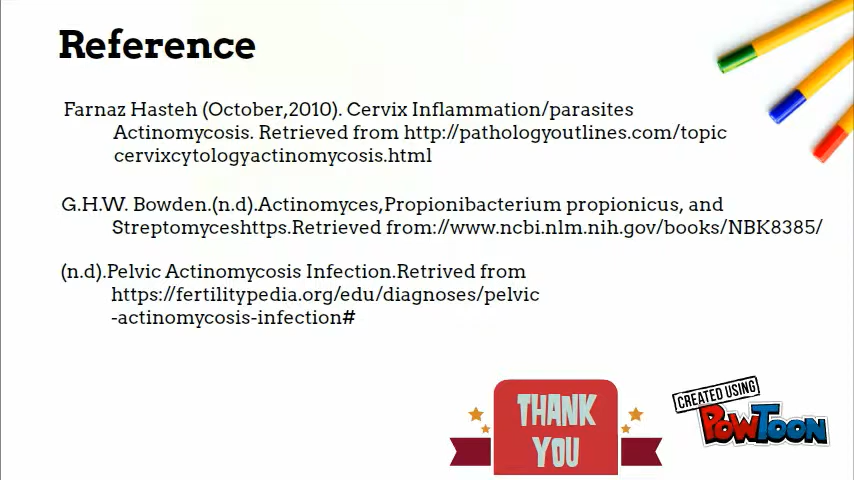 Reference
Farnaz Hasteh (October,2010). Cervix Inflammation/parasites
Actinomycosis. Retrieved from http://pathologyoutlines.com/topic
cervixcytologyactinomycosis.html
G.H.W. Bowden.(n.d).Actinomyces,Propionibacterium propionicus, and
Streptomyceshttps.Retrieved from://www.ncbi.nlm.nih.gov/books/NBK8385/
(n.d).Pelvic Actinomycosis Infection.Retrived from
https://fertilitypedia.org/edu/diagnoses/pelvic
-actinomycosis-infection#
THANK
YOU
CREATED USING
POWTOON